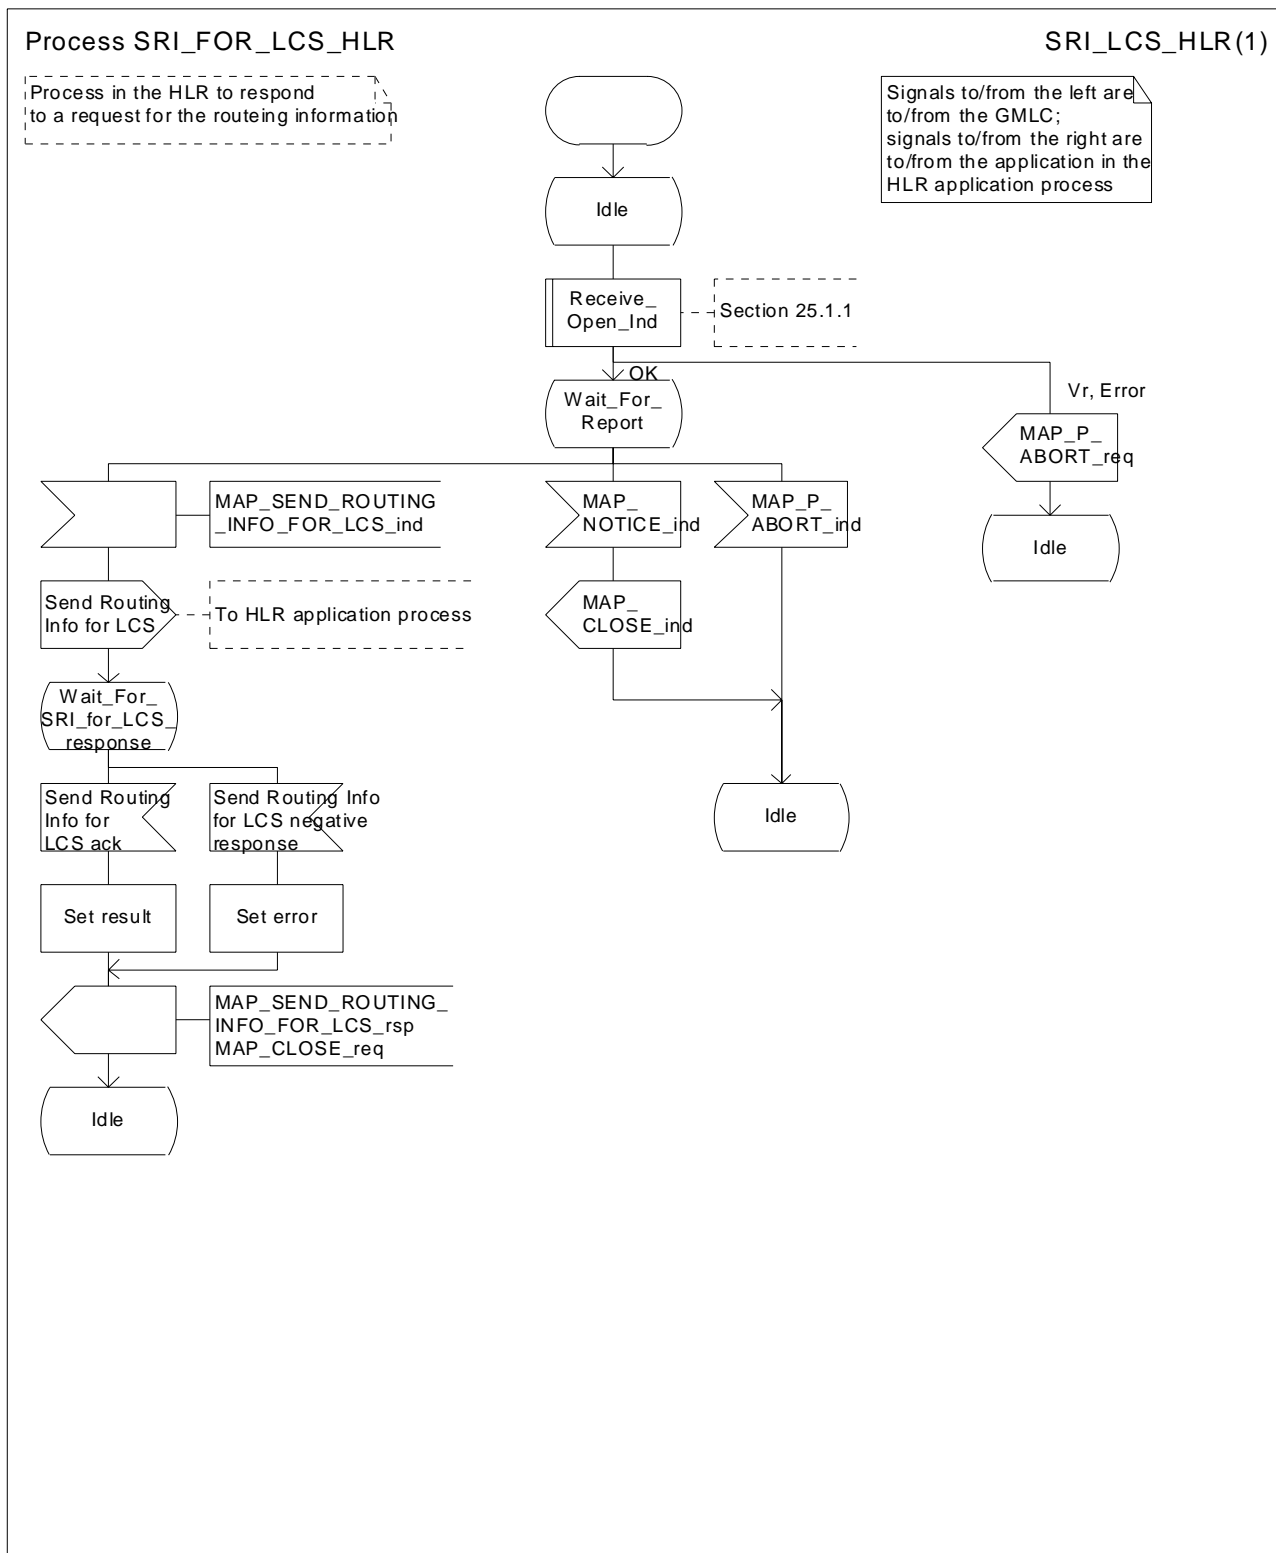 Process SRI_FOR_LCS_HLR
SRI_LCS_HLR(1)
Process in the HLR to respond
to a request for the routeing information
Signals to/from the left are
to/from the GMLC;
signals to/from the right are
to/from the application in the
HLR application process
Idle
Receive_
Open_Ind
Section 25.1.1
OK
Vr, Error
Wait_For_
Report
MAP_P_
ABORT_req
Idle
MAP_SEND_ROUTING
_INFO_FOR_LCS_ind
MAP_
NOTICE_ind
MAP_P_
ABORT_ind
Send Routing
Info for LCS
To HLR application process
MAP_
CLOSE_ind
Wait_For_
SRI_for_LCS_
response
Send Routing
Info for
LCS ack
Send Routing Info
for LCS negative
response
Idle
Set result
Set error
MAP_SEND_ROUTING_
INFO_FOR_LCS_rsp
MAP_CLOSE_req
Idle